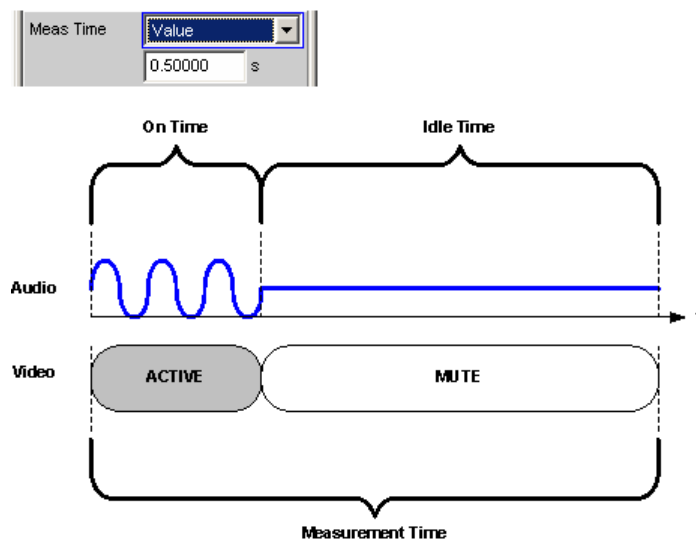 Meas Time Value
0.50000 s
On Time Idle Time
Audio
Video ACTIVE MUTE
Measurement Time